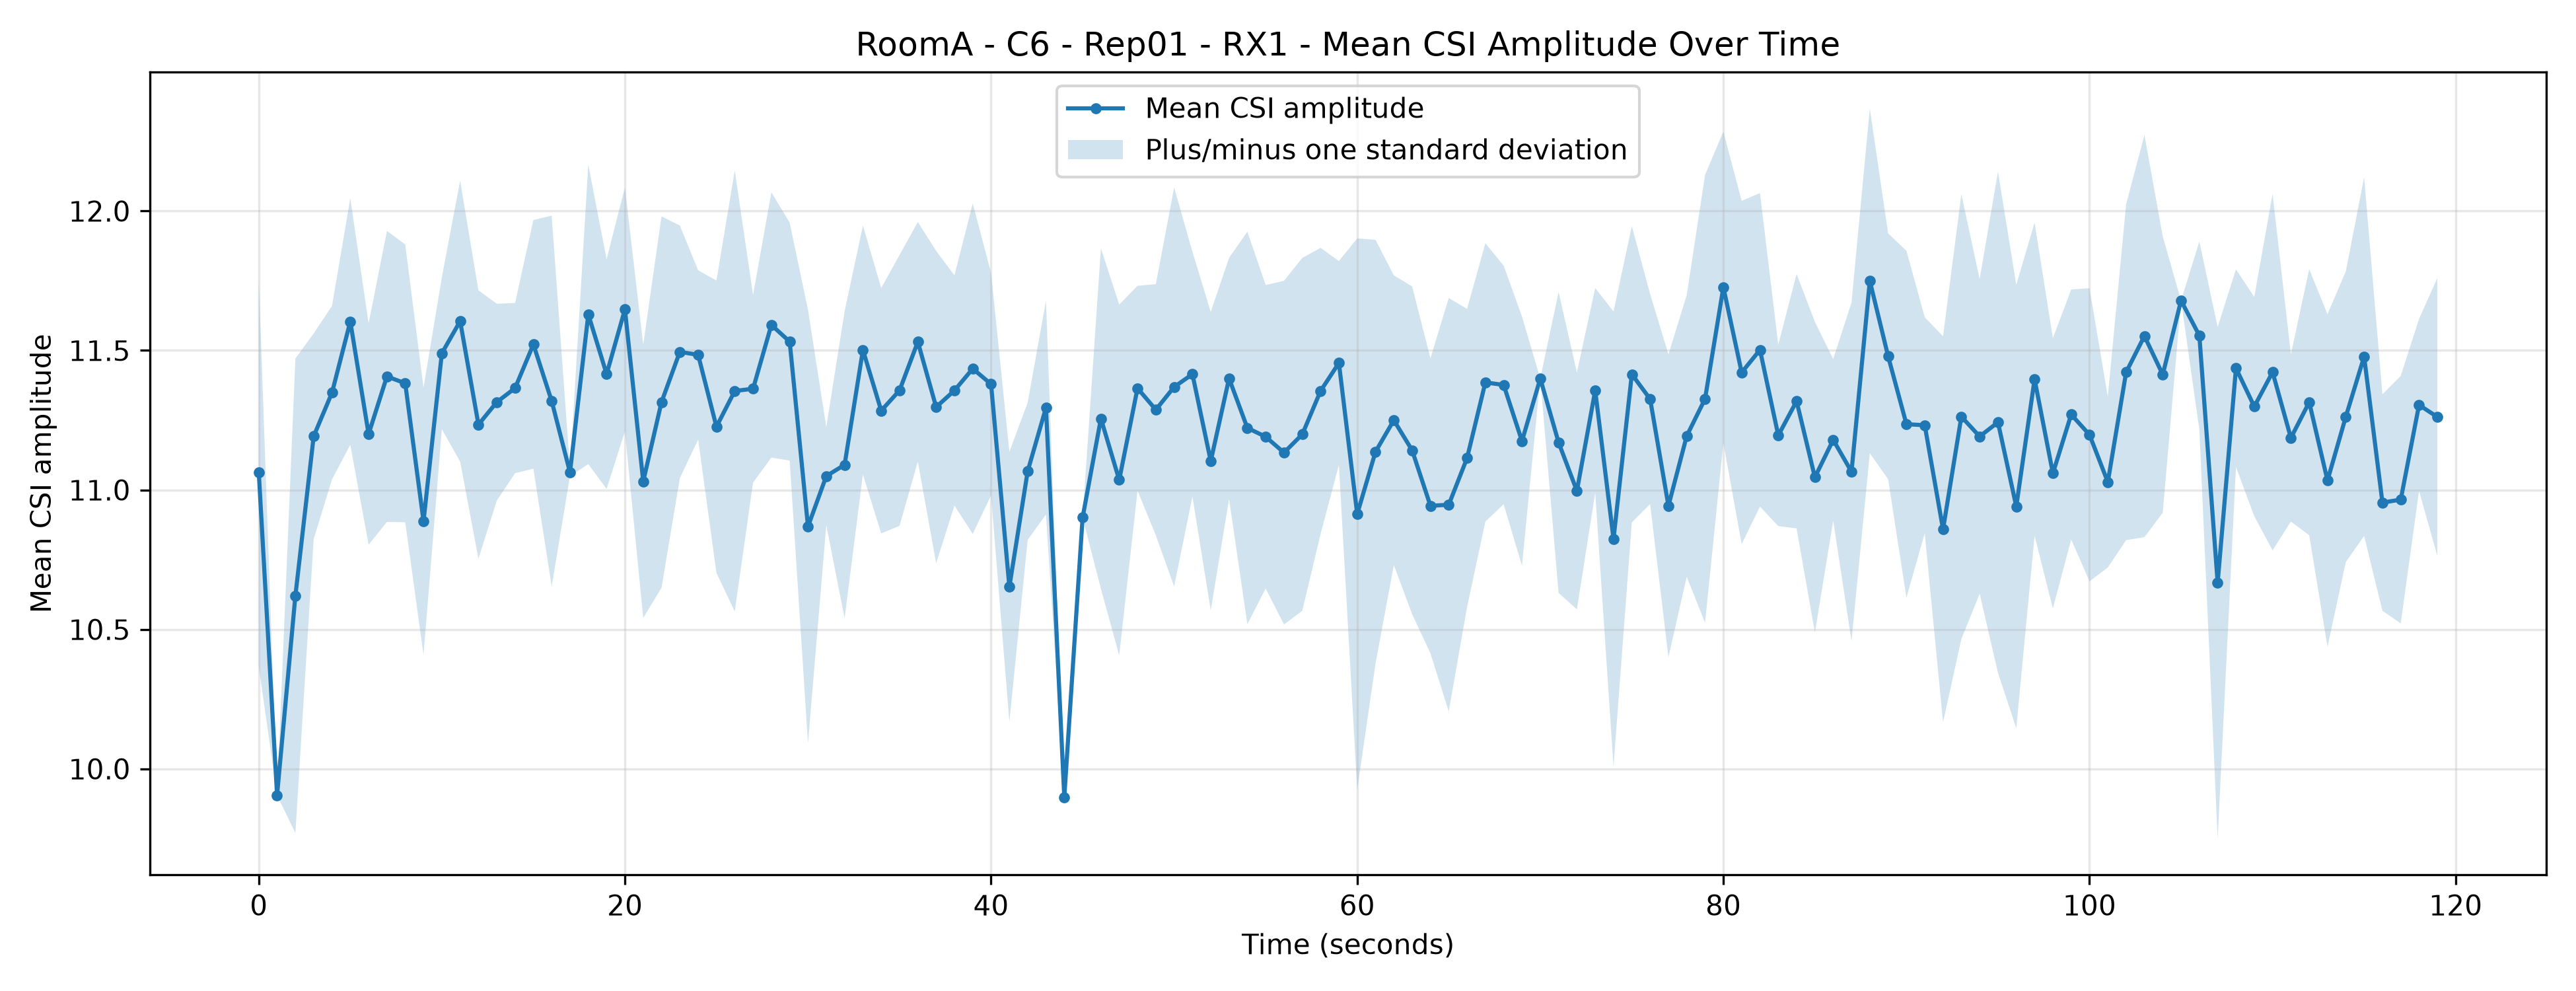 RoomA - C6 - Rep01 - RX1 - Mean CSI Amplitude Over Time
Mean CSI amplitude
Plus/minus one standard deviation
Mean CSI amplitude
12.0
11.5
11.0
10.5
10.0
0 20 40 60 80 100 120
Time (seconds)